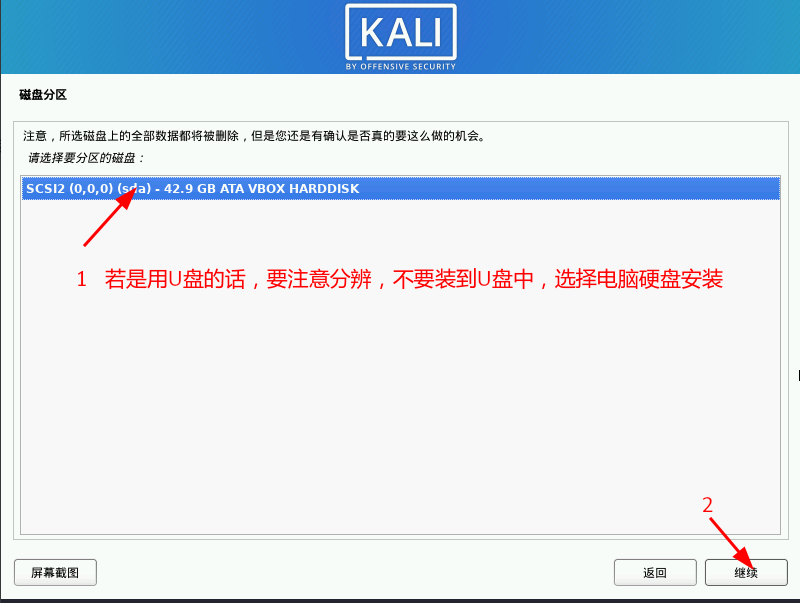 KALI
BY OFFENSIVE SECURITY
磁盘分区
注意，所选磁盘上的全部数据都将被删除，但是您还是有确认是否真的要这么做的机会。
请选择要分区的磁盘：
SCSI2 (0,0,0) (sda) - 42.9 GB ATA VBOX HARDDISK
1 若是用U盘的话，要注意分辨，不要装到U盘中，选择电脑硬盘安装
2
屏幕截图
返回
继续